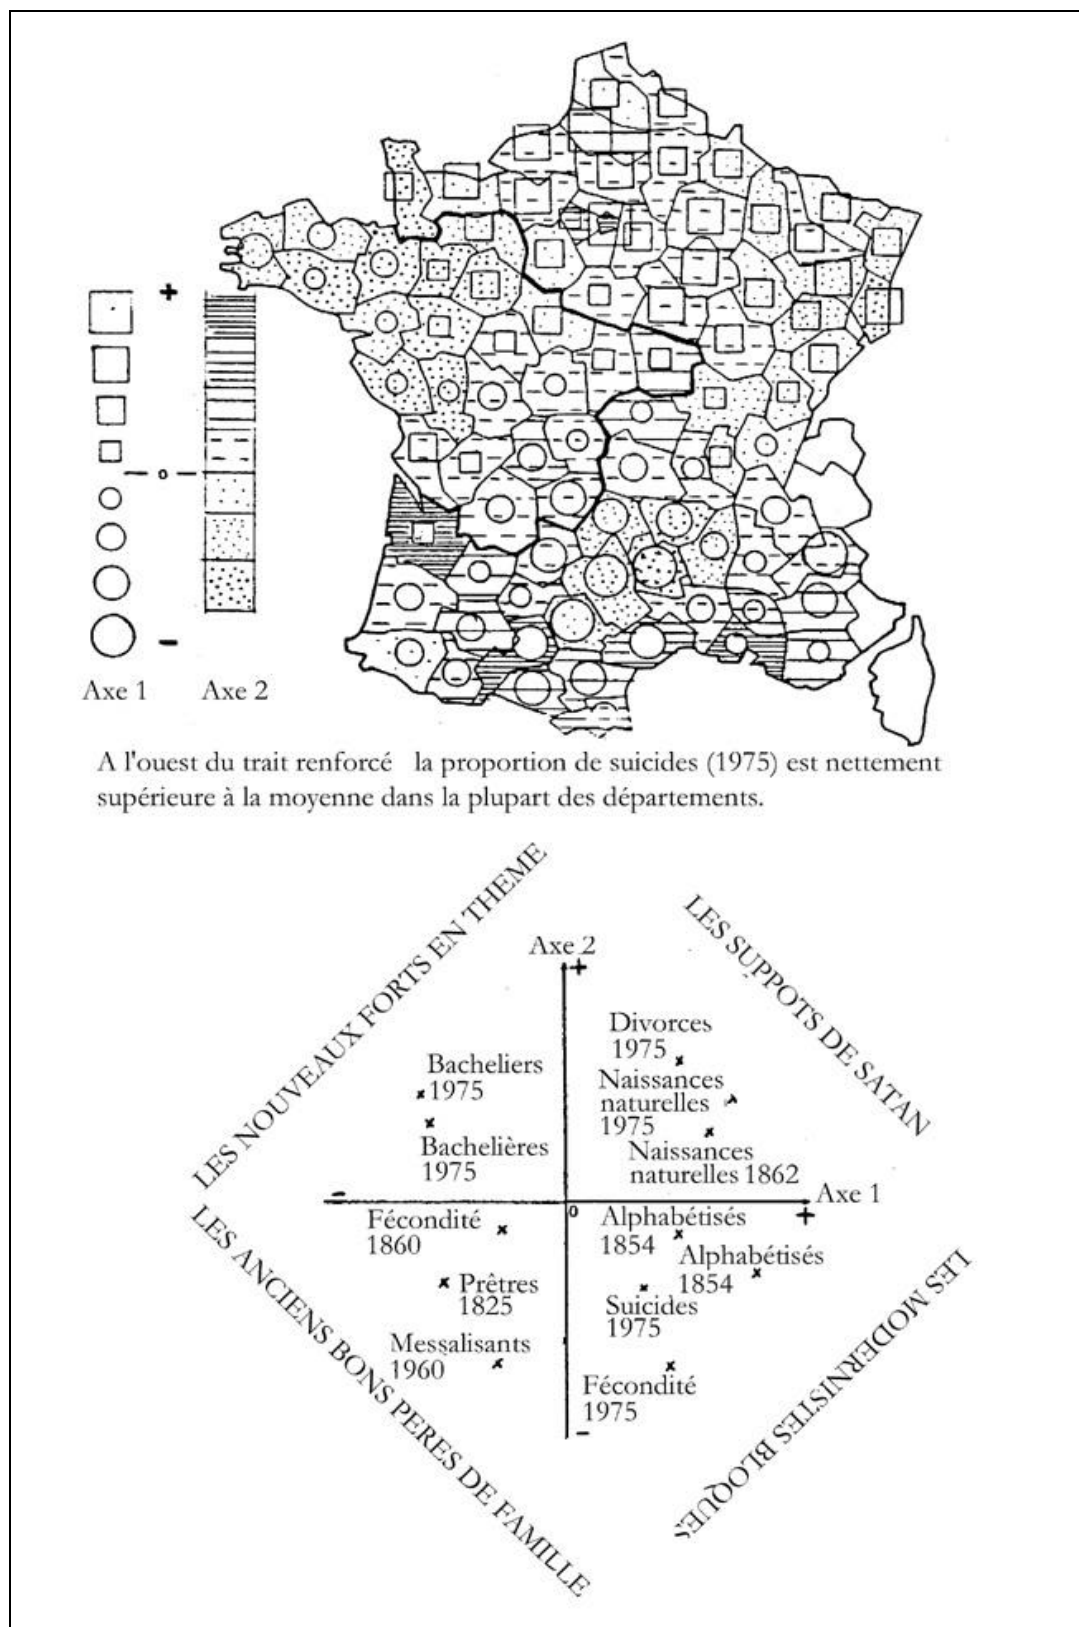 +
— o —
−
Axe 1 Axe 2
A l'ouest du trait renforcé la proportion de suicides (1975) est nettement
supérieure à la moyenne dans la plupart des départements.
LES NOUVEAUX FORTS EN THEME
LES SUPPOTS DE SATAN
Axe 2
+
Divorces
1975
Bacheliers
1975
Naissances
naturelles
1975
Bachelières
1975
Naissances
naturelles 1862
−
Axe 1
+
o
Fécondité
1860
Alphabétisés
1854
Alphabétisés
1854
Prêtres
1825
Suicides
1975
Messalisants
1960
Fécondité
1975
−
LES ANCIENS BONS PERES DE FAMILLE
LES MODERNISTES BLOQUES